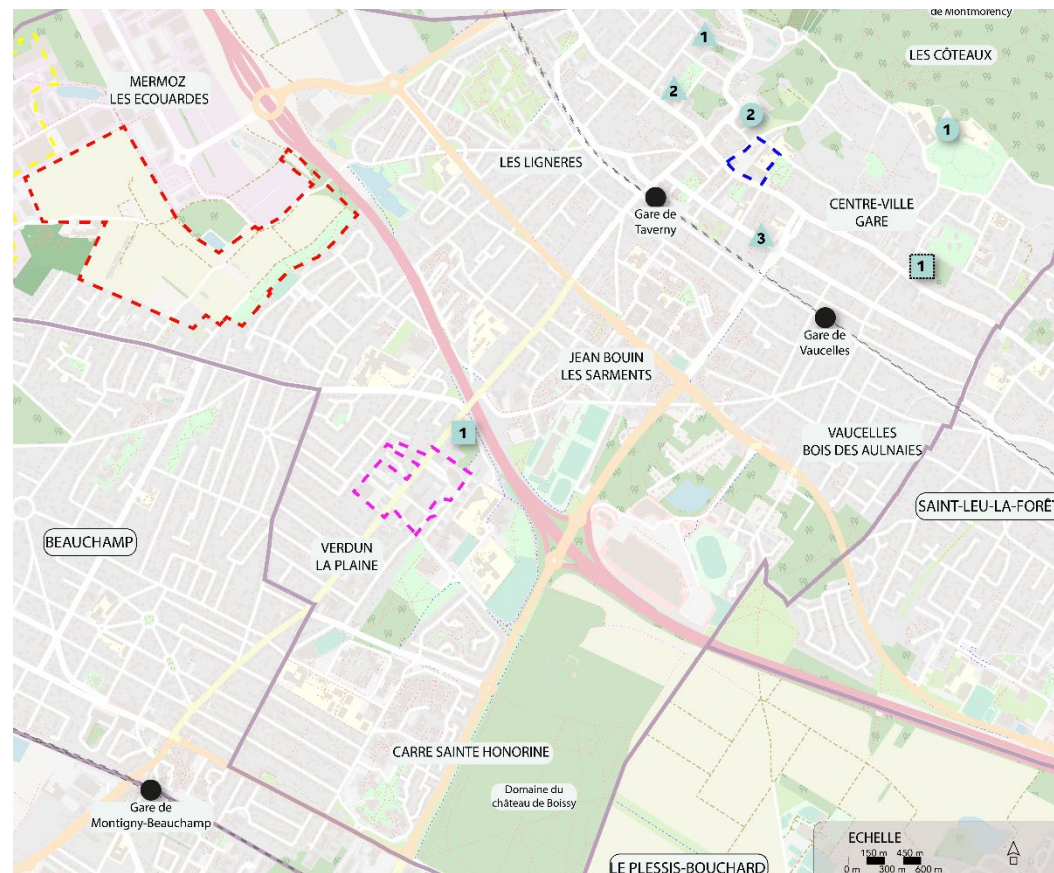 de Montmorency
LES CÔTEAUX
1
MERMOZ
LES ECOUARDES
2
2
1
LES LIGNERES
Gare de
Taverny
CENTRE-VILLE
GARE
3
1
Gare de
Vaucelles
JEAN BOUIN
LES SARMENTS
1
VAUCELLES
BOIS DES AULNAIES
SAINT-LEU-LA-FORÊT
BEAUCHAMP
VERDUN
LA PLAINE
CARRE SAINTE HONORINE
Domaine du
château de Boissy
Gare de
Montigny-Beauchamp
LE PLESSIS-BOUCHARD
ECHELLE
150 m 450 m
0 m 300 m 600 m